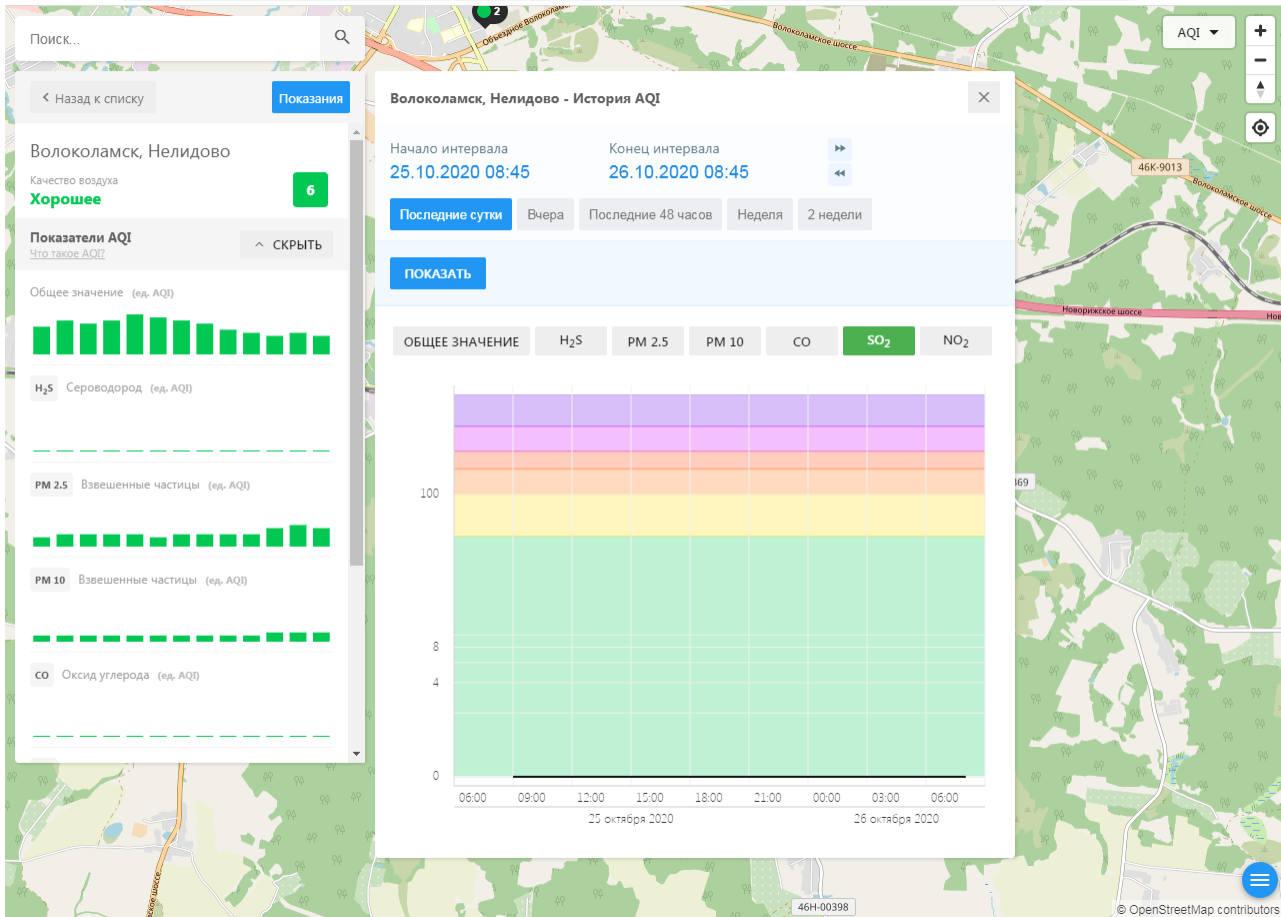 2
Объездное Волоколамск
Волоколамское шоссе
Поиск...
AQI
Назад к списку
Показания
Волоколамск, Нелидово
Качество воздуха
Хорошее
6
Показатели AQI
Что такое AQI?
СКРЫТЬ
Общее значение (ед. AQI)
H₂S Сероводород (ед. AQI)
PM 2.5 Взвешенные частицы (ед. AQI)
PM 10 Взвешенные частицы (ед. AQI)
CO Оксид углерода (ед. AQI)
Волоколамск, Нелидово - История AQI
Начало интервала
25.10.2020 08:45
Конец интервала
26.10.2020 08:45
Последние сутки
Вчера
Последние 48 часов
Неделя
2 недели
ПОКАЗАТЬ
ОБЩЕЕ ЗНАЧЕНИЕ
H₂S
PM 2.5
PM 10
CO
SO₂
NO₂
100
8
4
0
06:00 09:00 12:00 15:00 18:00 21:00 00:00 03:00 06:00
25 октября 2020 26 октября 2020
46К-9013
Волоколамское шоссе
Новорижское шоссе
Нов
369
46Н-00398
© OpenStreetMap contributors